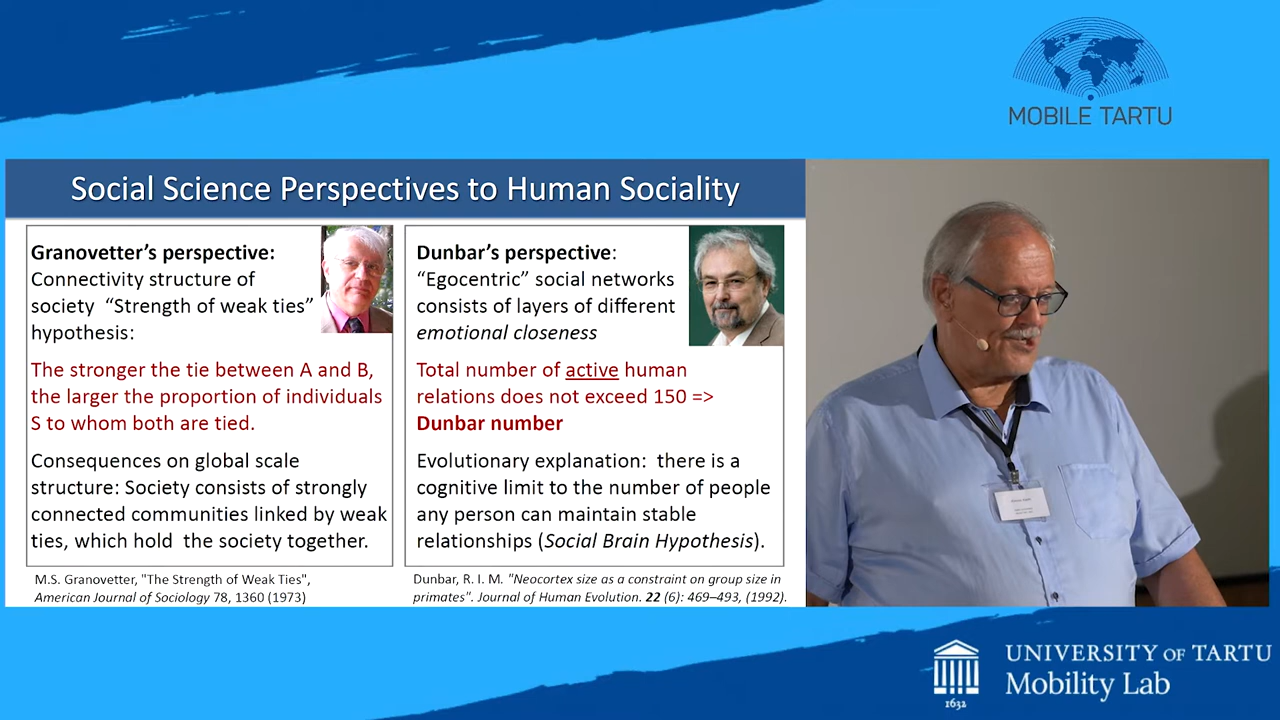 MOBILE TARTU
Social Science Perspectives to Human Sociality
Granovetter's perspective:
Connectivity structure of
society “Strength of weak ties”
hypothesis:
The stronger the tie between A and B,
the larger the proportion of individuals
S to whom both are tied.
Consequences on global scale
structure: Society consists of strongly
connected communities linked by weak
ties, which hold the society together.
M.S. Granovetter, "The Strength of Weak Ties",
American Journal of Sociology 78, 1360 (1973)
Dunbar's perspective:
“Egocentric” social networks
consists of layers of different
emotional closeness
Total number of active human
relations does not exceed 150 =>
Dunbar number
Evolutionary explanation: there is a
cognitive limit to the number of people
any person can maintain stable
relationships (Social Brain Hypothesis).
Dunbar, R. I. M. "Neocortex size as a constraint on group size in
primates". Journal of Human Evolution. 22 (6): 469–493, (1992).
UNIVERSITY OF TARTU
Mobility Lab
1632